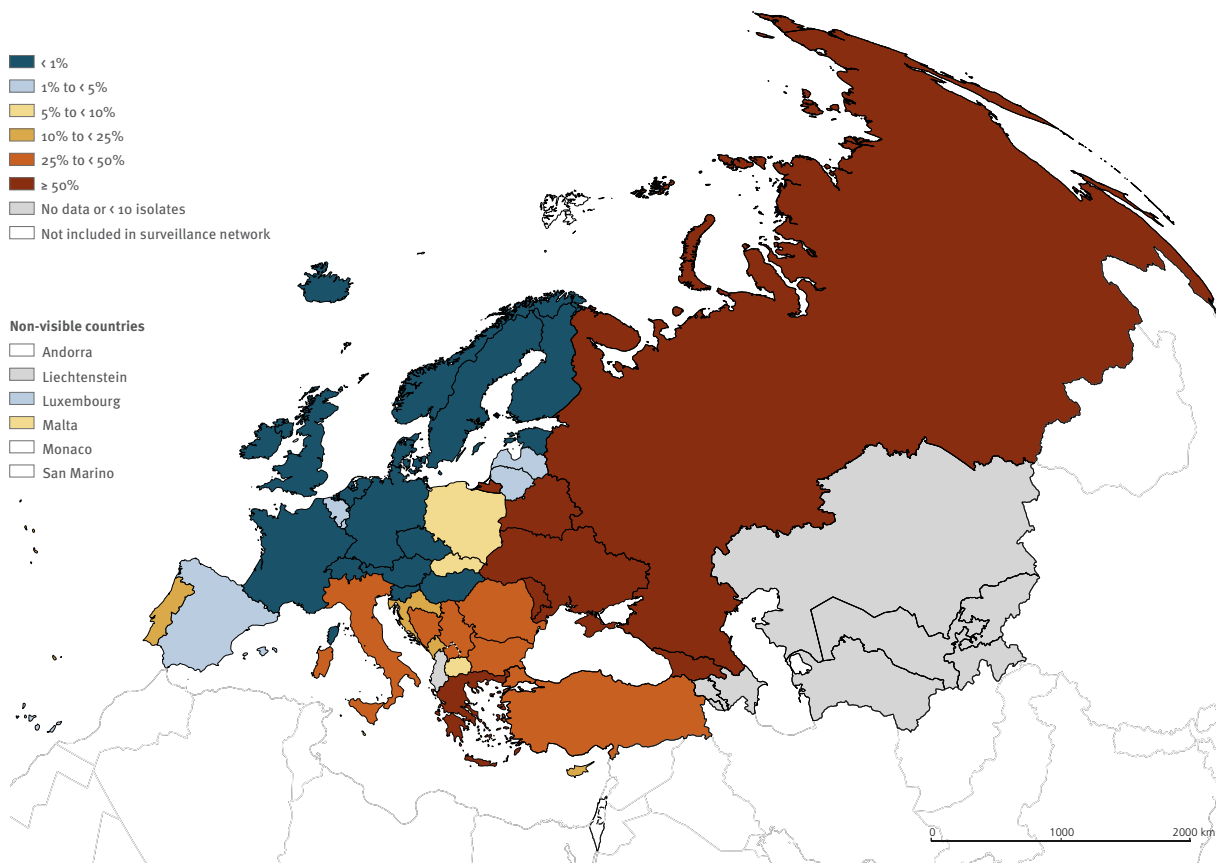 < 1%
1% to < 5%
5% to < 10%
10% to < 25%
25% to < 50%
≥ 50%
No data or < 10 isolates
Not included in surveillance network
Non-visible countries
Andorra
Liechtenstein
Luxembourg
Malta
Monaco
San Marino
0 1000 2000 km